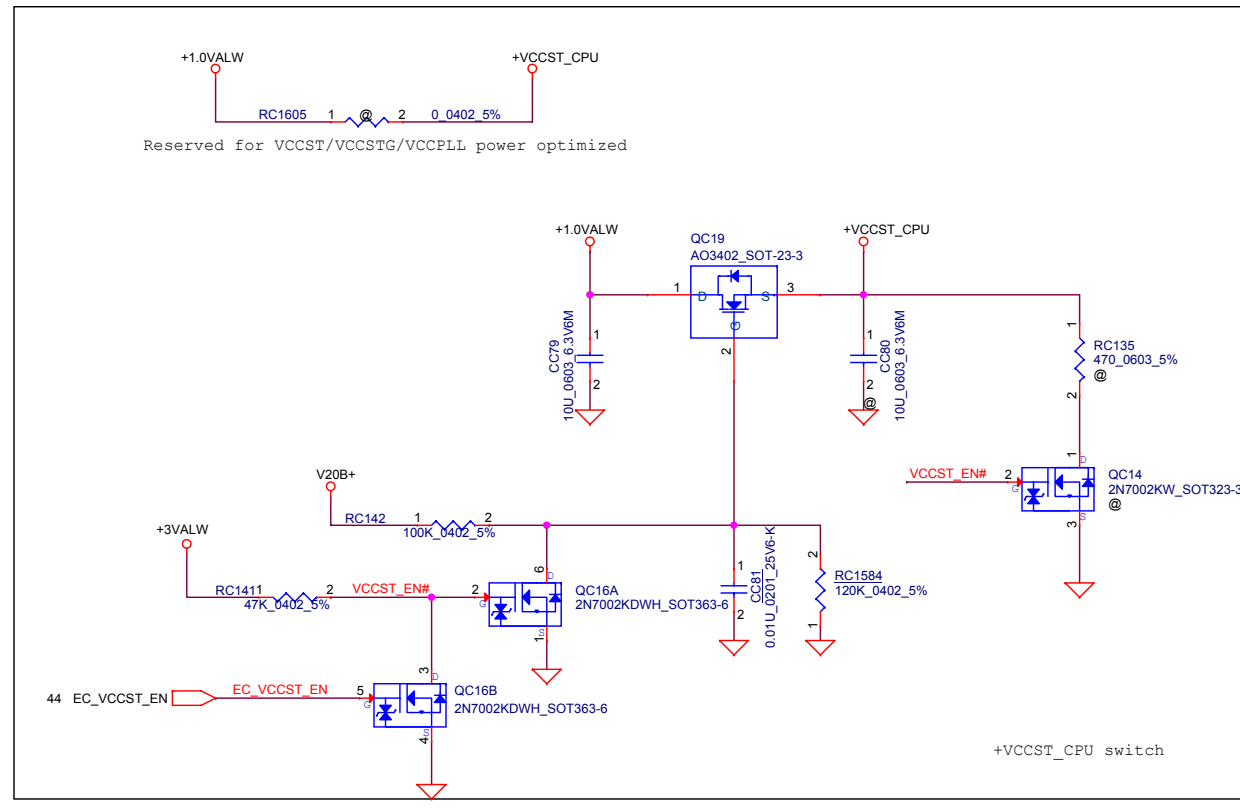 +1.0VALW
+VCCST_CPU
RC1605 1 @ 2 0_0402_5%
Reserved for VCCST/VCCSTG/VCCPLL power optimized
+1.0VALW
QC19
AO3402_SOT-23-3
+VCCST_CPU
1 D S 3
G
2
1
CC79
10U_0603_6.3V6M
2
1
CC80
10U_0603_6.3V6M
2
@
1
RC135
470_0603_5%
@
2
VCCST_EN# 2
G
1
D
QC14
2N7002KW_SOT323-3
@
S
3
V20B+
RC142 1 2
100K_0402_5%
+3VALW
RC1411 2
47K_0402_5%
VCCST_EN# 2
G
6
D
QC16A
2N7002KDWH_SOT363-6
S
1
1
CC81
0.01U_0201_25V6-K
2
2
RC1584
120K_0402_5%
1
44 EC_VCCST_EN
EC_VCCST_EN 5
G
3
D
QC16B
2N7002KDWH_SOT363-6
S
4
+VCCST_CPU switch